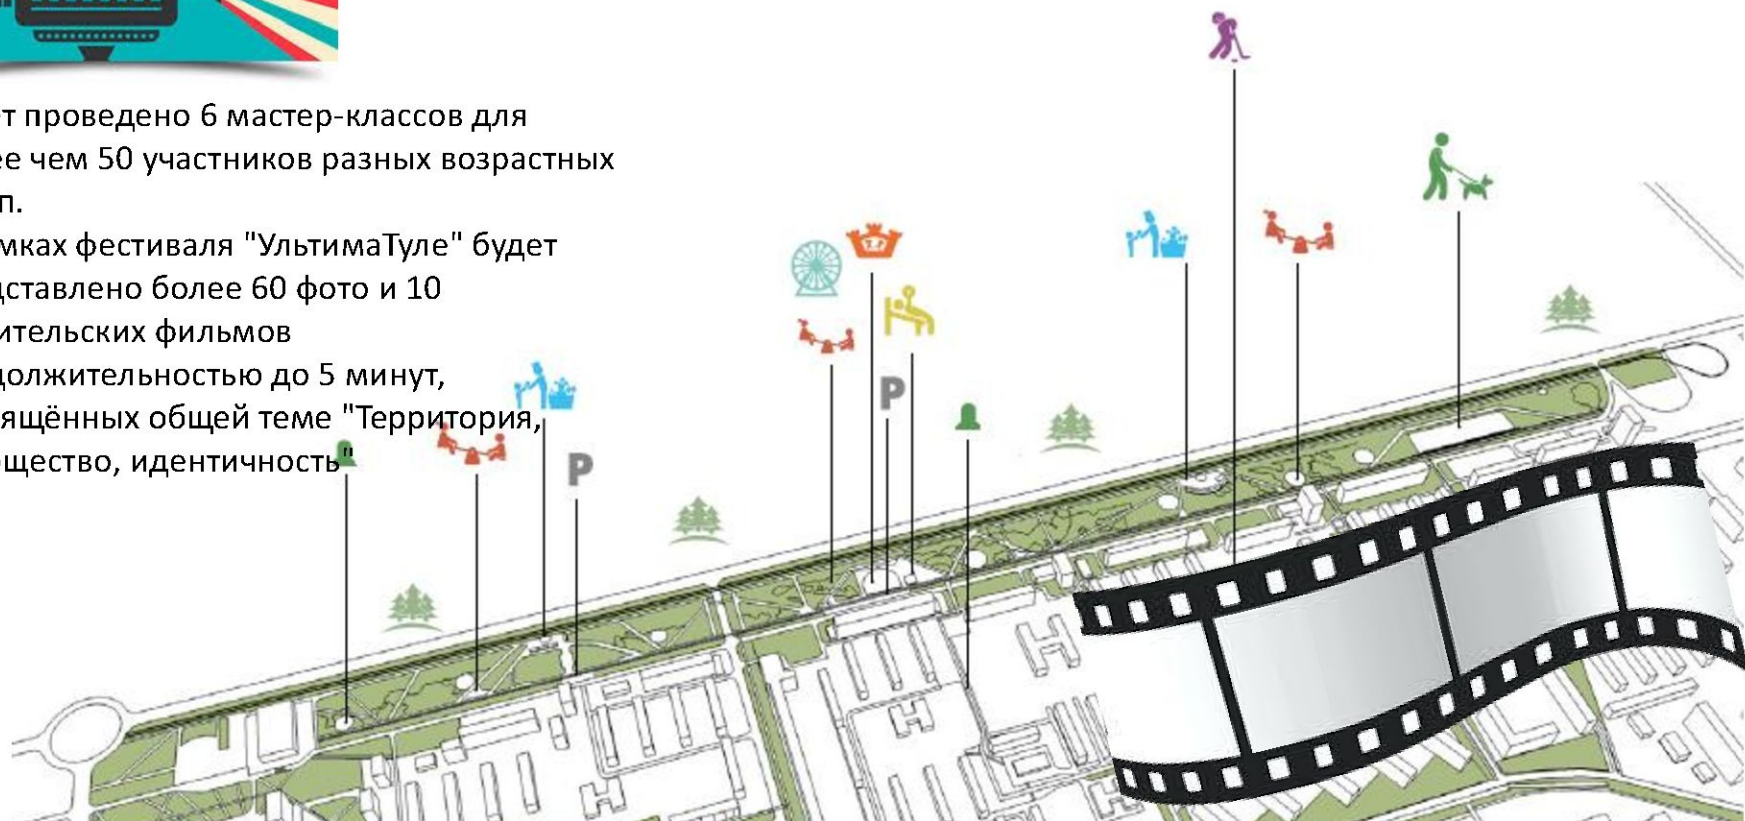 т проведено 6 мастер-классов для
ее чем 50 участников разных возрастных
п.
мках фестиваля "УльтимаТуле" будет
дставлено более 60 фото и 10
ительских фильмов
должительностью до 5 минут,
вящённых общей теме "Территория,
щество, идентичность"
P
P